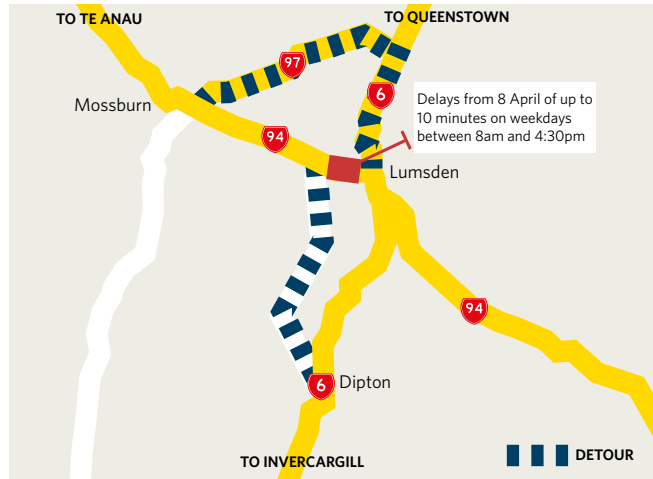 TO TE ANAU
TO QUEENSTOWN
97
6
Mossburn
Delays from 8 April of up to
10 minutes on weekdays
between 8am and 4:30pm
94
Lumsden
94
6
Dipton
TO INVERCARGILL
DETOUR